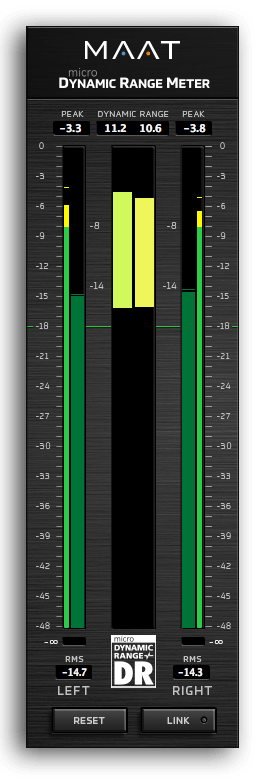 MAAT
micro
DYNAMIC RANGE METER
PEAK DYNAMIC RANGE PEAK
-3.3 11.2 10.6 -3.8
0 0
-3 -3
-6 -6
-8 -8
-9 -9
-12 -12
-14 -14
-15 -15
-18 -18
-21 -21
-24 -24
-27 -27
-30 -30
-33 -33
-36 -36
-39 -39
-42 -42
-45 -45
-48 -48
-∞ -∞
micro
DYNAMIC
RANGE+/-
DR
RMS RMS
-14.7 -14.3
LEFT RIGHT
RESET LINK